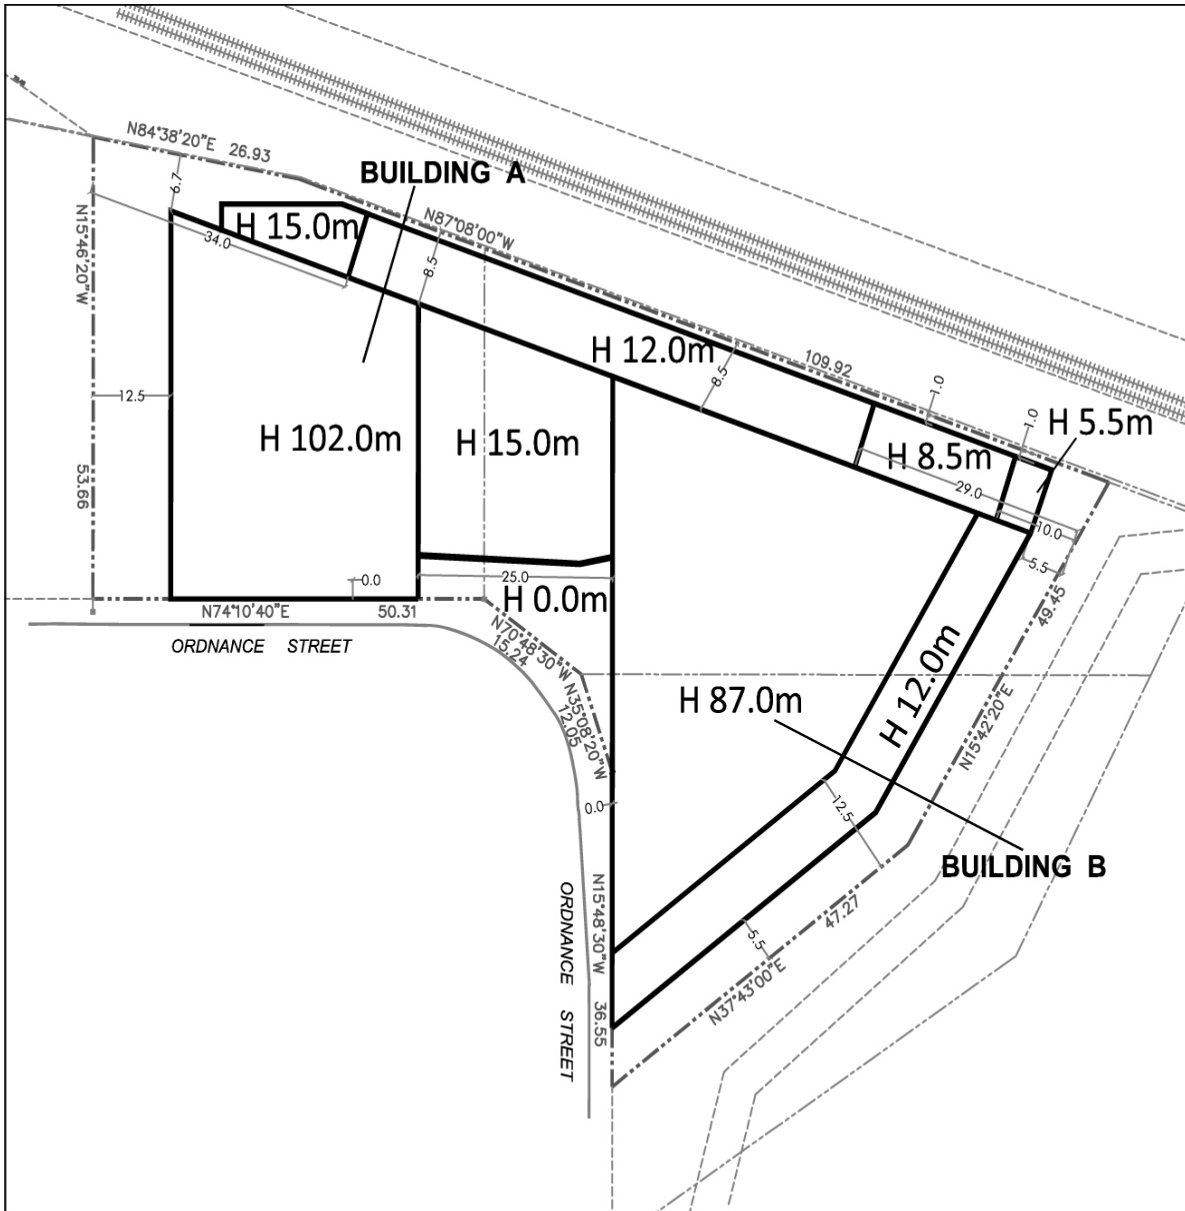 N84°38'20"E 26.93
BUILDING A
6.7
N87°08'00"W
H 15.0m
34.0
8.5
N15°46'20"W
H 12.0m
109.92
8.5
1.0
1.0
12.5
H 5.5m
H 102.0m
H 15.0m
H 8.5m
53.66
29.0
10.0
5.5
0.0
25.0
H 0.0m
N74°10'40"E
50.31
49.45
ORDNANCE STREET
N70°48'30"W
15.24
N35°08'20"W
12.05
H 87.0m
H 12.0m
N15°42'20"E
0.0
12.5
BUILDING B
N15°48'30"W 36.55
ORDNANCE STREET
47.27
5.5
N37°43'00"E